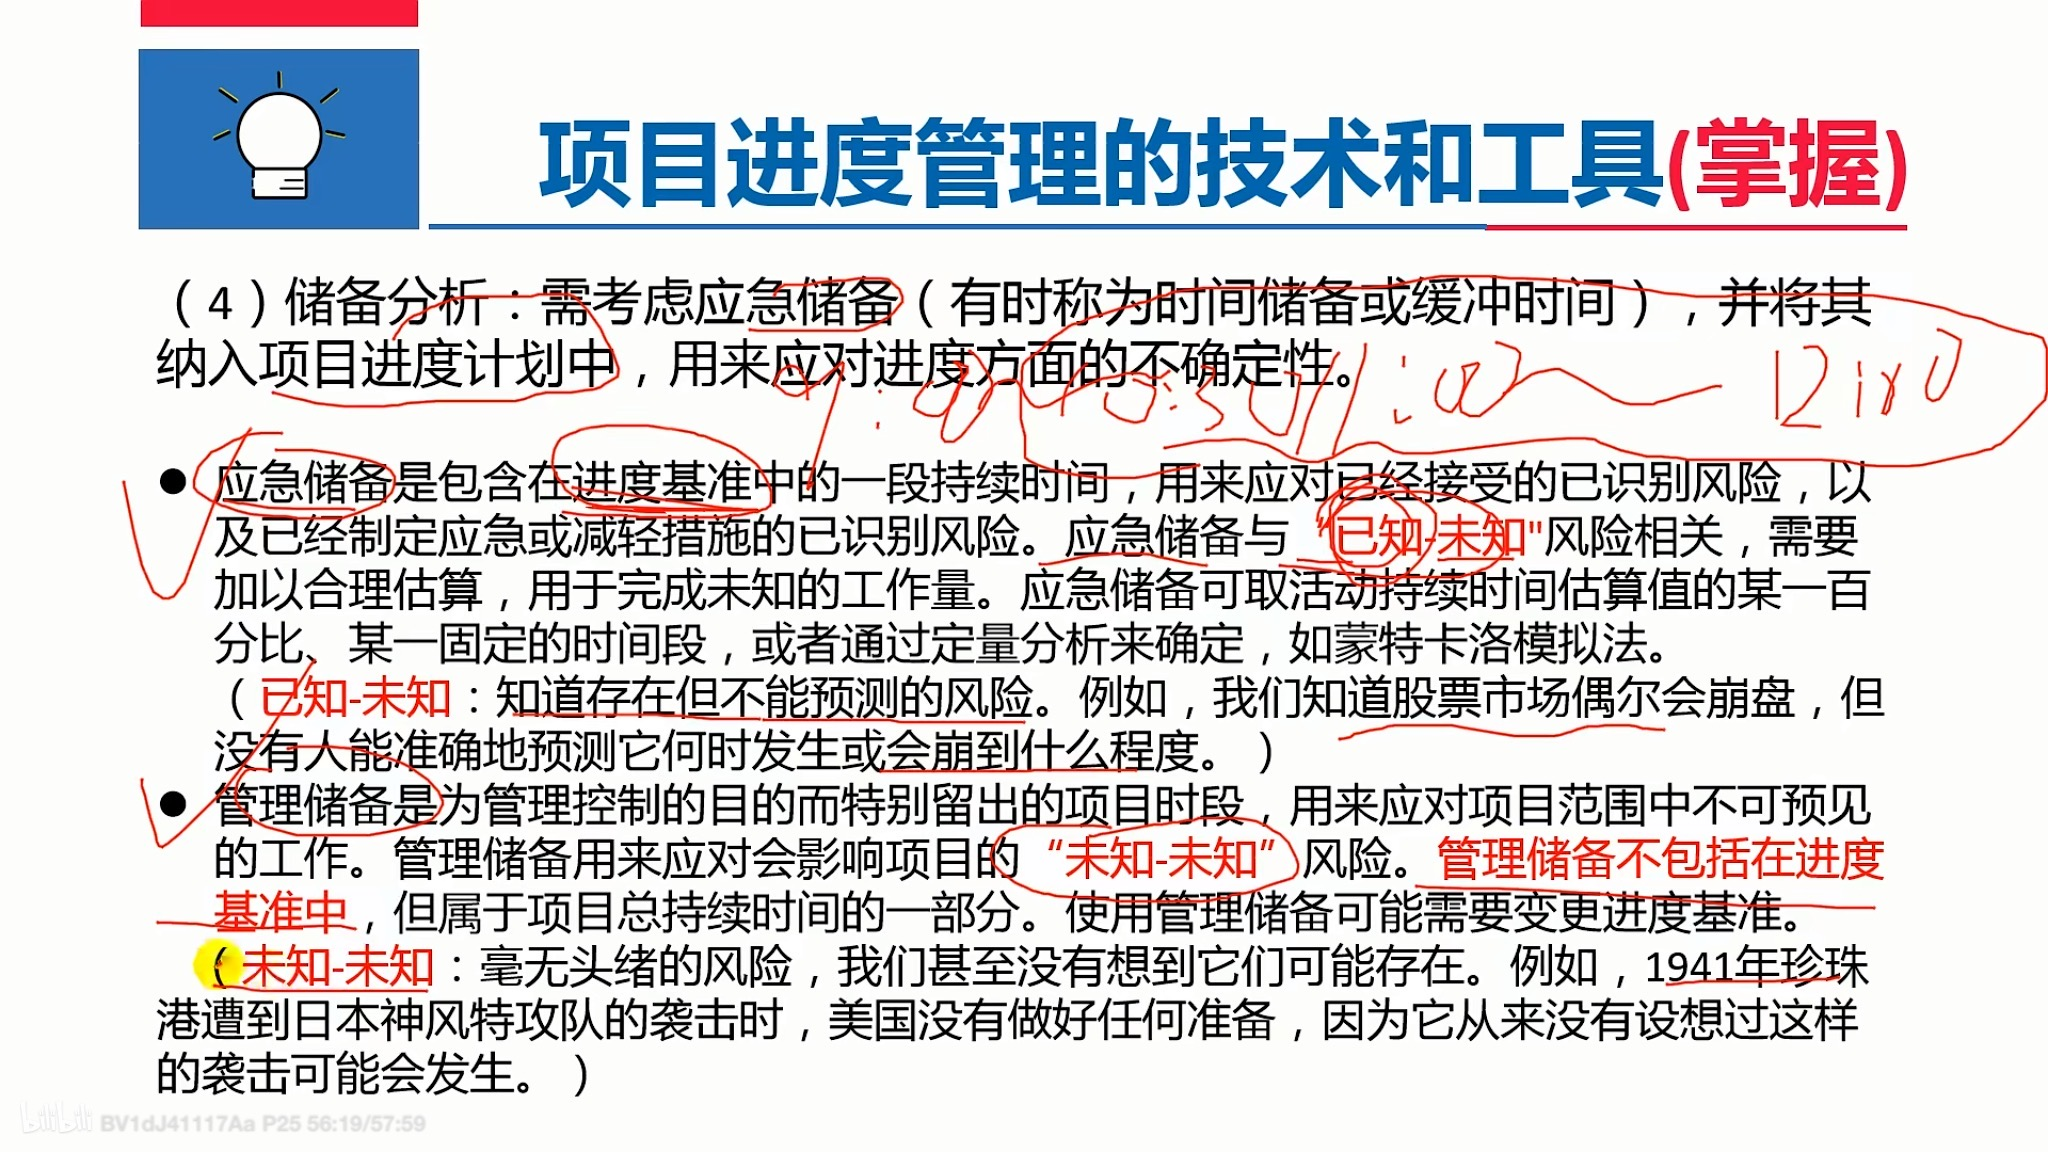 项目进度管理的技术和工具(掌握)
（4）储备分析：需考虑应急储备（有时称为时间储备或缓冲时间），并将其
纳入项目进度计划中，用来应对进度方面的不确定性。
9:00 10:30 11:00 12:00
● 应急储备是包含在进度基准中的一段持续时间，用来应对已经接受的已识别风险，以
及已经制定应急或减轻措施的已识别风险。应急储备与“已知-未知"风险相关，需要
加以合理估算，用于完成未知的工作量。应急储备可取活动持续时间估算值的某一百
分比、某一固定的时间段，或者通过定量分析来确定，如蒙特卡洛模拟法。
（已知-未知：知道存在但不能预测的风险。例如，我们知道股票市场偶尔会崩盘，但
没有人能准确地预测它何时发生或会崩到什么程度。）
● 管理储备是为管理控制的目的而特别留出的项目时段，用来应对项目范围中不可预见
的工作。管理储备用来应对会影响项目的“未知-未知”风险。管理储备不包括在进度
基准中，但属于项目总持续时间的一部分。使用管理储备可能需要变更进度基准。
（未知-未知：毫无头绪的风险，我们甚至没有想到它们可能存在。例如，1941年珍珠
港遭到日本神风特攻队的袭击时，美国没有做好任何准备，因为它从来没有设想过这样
的袭击可能会发生。）
bilibili BV1dJ41117Aa P25 56:19/57:59